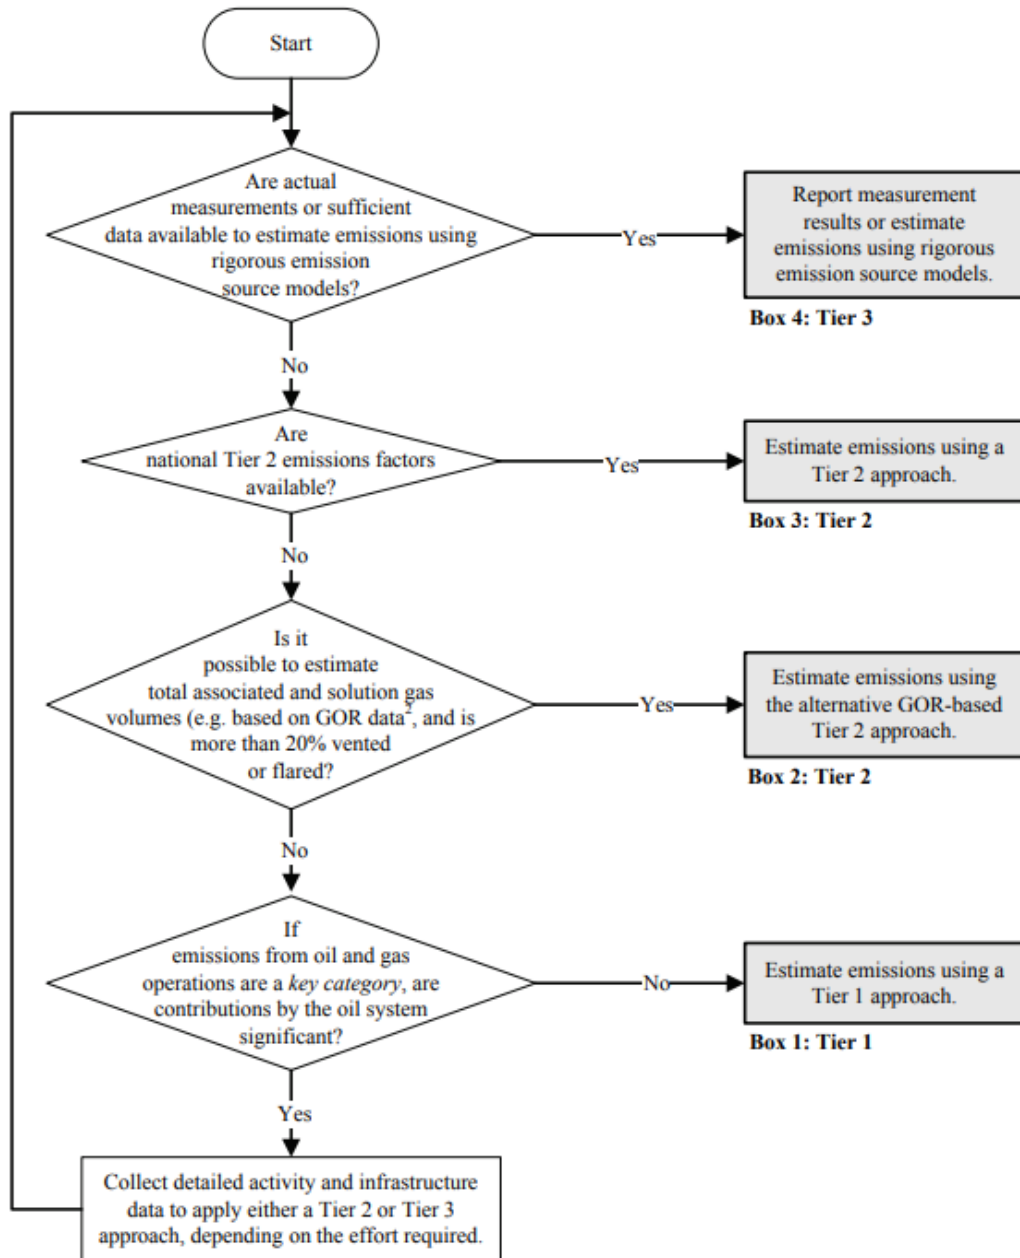 Start
Are actual
measurements or sufficient
data available to estimate emissions using
rigorous emission
source models?
Yes
Report measurement
results or estimate
emissions using rigorous
emission source models.
Box 4: Tier 3
No
Are
national Tier 2 emissions factors
available?
Yes
Estimate emissions using a
Tier 2 approach.
Box 3: Tier 2
No
Is it
possible to estimate
total associated and solution gas
volumes (e.g. based on GOR data², and is
more than 20% vented
or flared?
Yes
Estimate emissions using
the alternative GOR-based
Tier 2 approach.
Box 2: Tier 2
No
If
emissions from oil and gas
operations are a key category, are
contributions by the oil system
significant?
No
Estimate emissions using a
Tier 1 approach.
Box 1: Tier 1
Yes
Collect detailed activity and infrastructure
data to apply either a Tier 2 or Tier 3
approach, depending on the effort required.